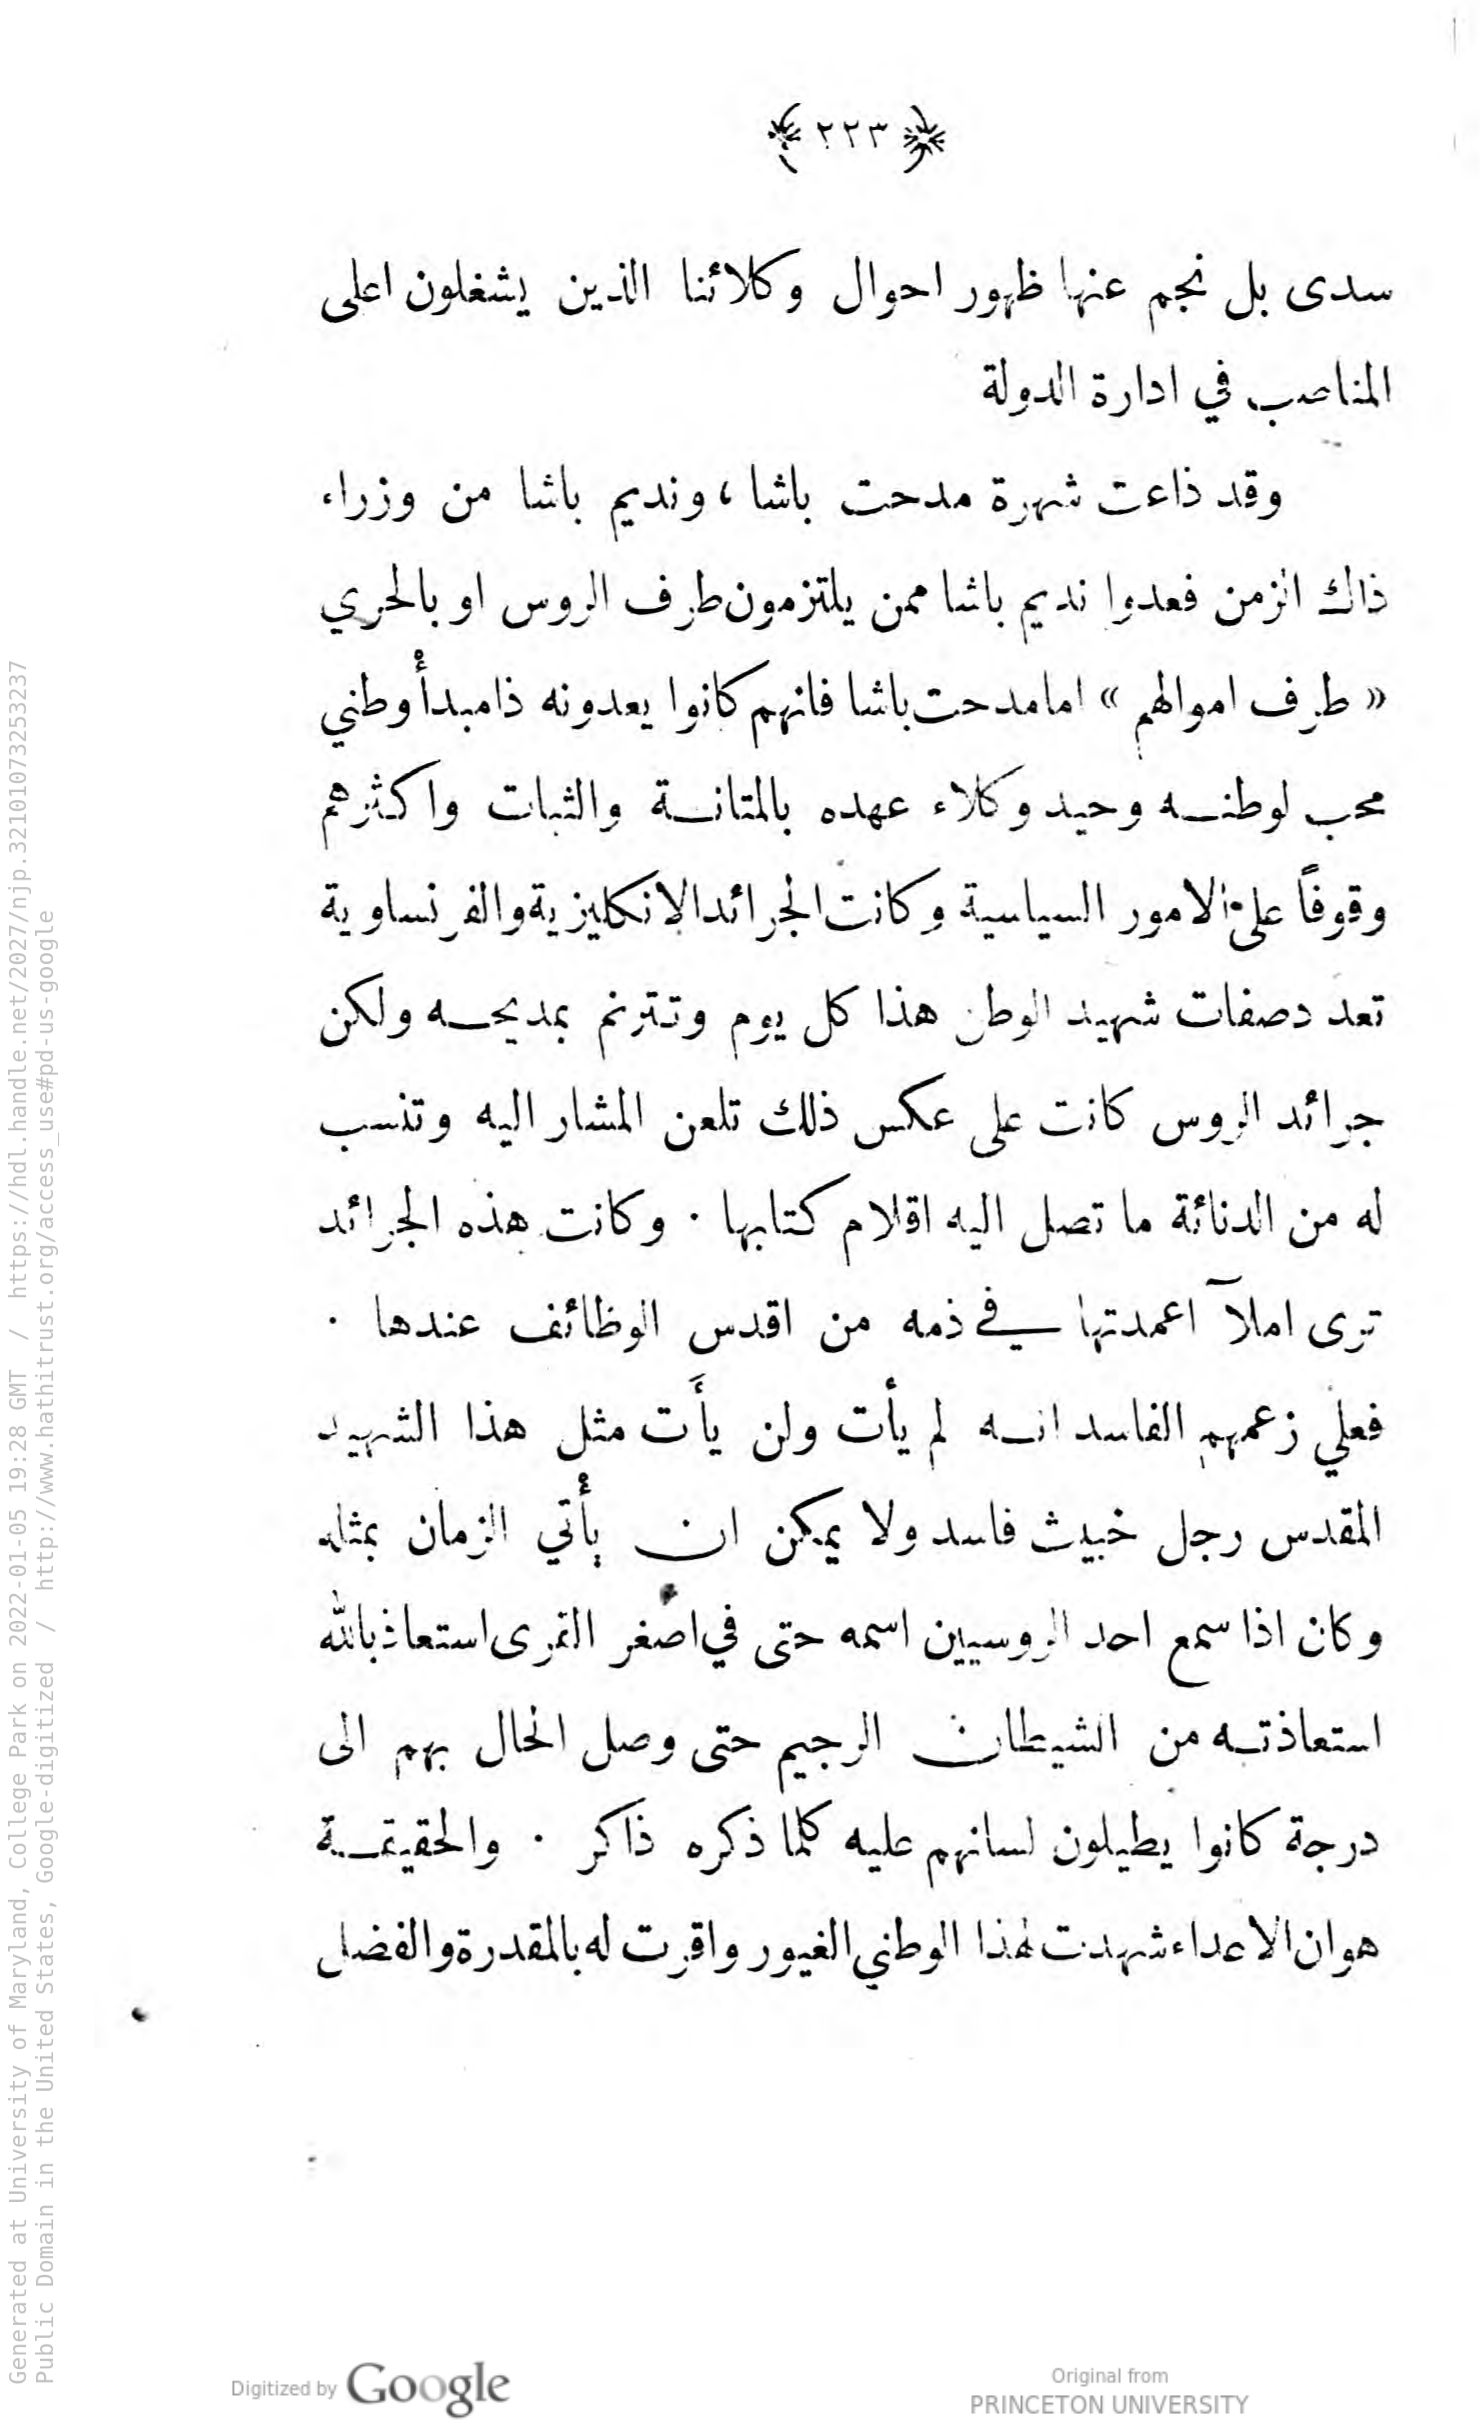 ﴿ ٢٢٣ ﴾
سدى بل نجم عنها ظهور احوال وكلائنا الذين يشغلون اعلى
المناصب في ادارة الدولة
وقد ذاعت شهرة مدحت باشا، ونديم باشا من وزراء
ذاك الزمن فعدوا نديم باشا ممن يلتزمون طرف الروس او بالحري
« طرف اموالهم » اما مدحت باشا فانهم كانوا يعدونه ذا مبدأ وطني
محب لوطنه وحيد وكلاء عهده بالمتانة والثبات واكثرهم
وقوفاً على الامور السياسية وكانت الجرائد الانكليزية والفرنساوية
تعدد صفات شهيد الوطن هذا كل يوم وتترنم بمديحه ولكن
جرائد الروس كانت على عكس ذلك تلعن المشار اليه وتنسب
له من الدنائة ما تصل اليه اقلام كتابها · وكانت هذه الجرائد
ترى املآ اعمدتها في ذمه من اقدس الوظائف عندها ·
فعلي زعمهم الفاسد انه لم يأت ولن يأَت مثل هذا الشهيد
المقدس رجل خبيث فاسد ولا يمكن ان يأتي الزمان بمثله
وكان اذا سمع احد الروسيين اسمه حتى في اصغر القرى استعاذ بالله
استعاذته من الشيطان الرجيم حتى وصل الحال بهم الى
درجة كانوا يطيلون لسانهم عليه كلما ذكره ذاكر · والحقيقة
هو ان الاعداء شهدت لهذا الوطني الغيور واقرت له بالمقدرة والفضل
Generated at University of Maryland, College Park on 2022-01-05 19:28 GMT / https://hdl.handle.net/2027/njp.32101073253237
Public Domain in the United States, Google-digitized / http://www.hathitrust.org/access_use#pd-us-google
Digitized by Google
Original from
PRINCETON UNIVERSITY